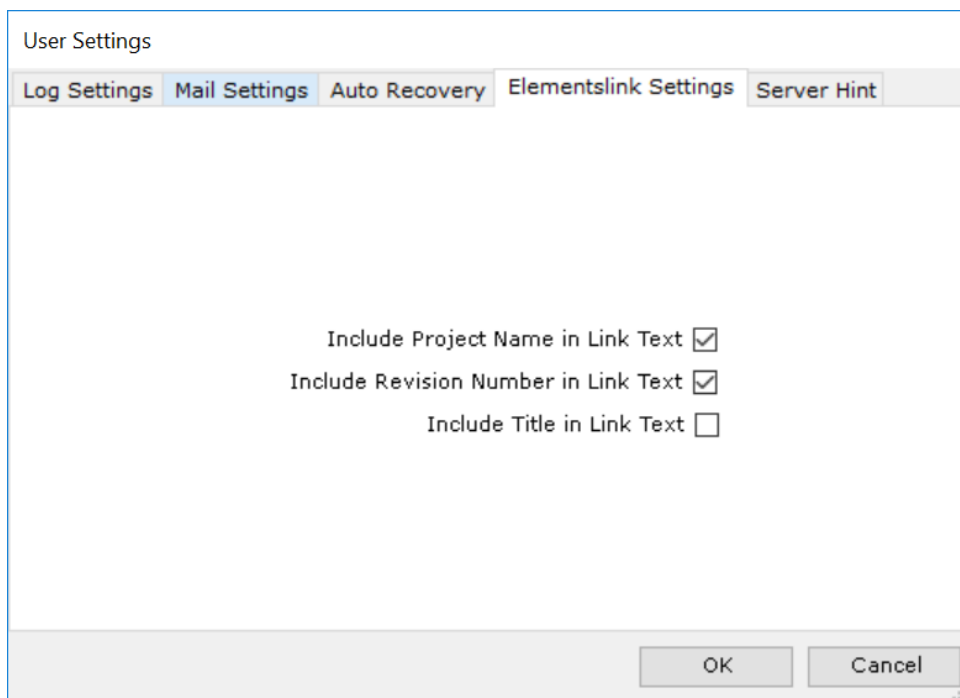 User Settings
Log Settings Mail Settings Auto Recovery Elementslink Settings Server Hint
Include Project Name in Link Text
Include Revision Number in Link Text
Include Title in Link Text
OK Cancel